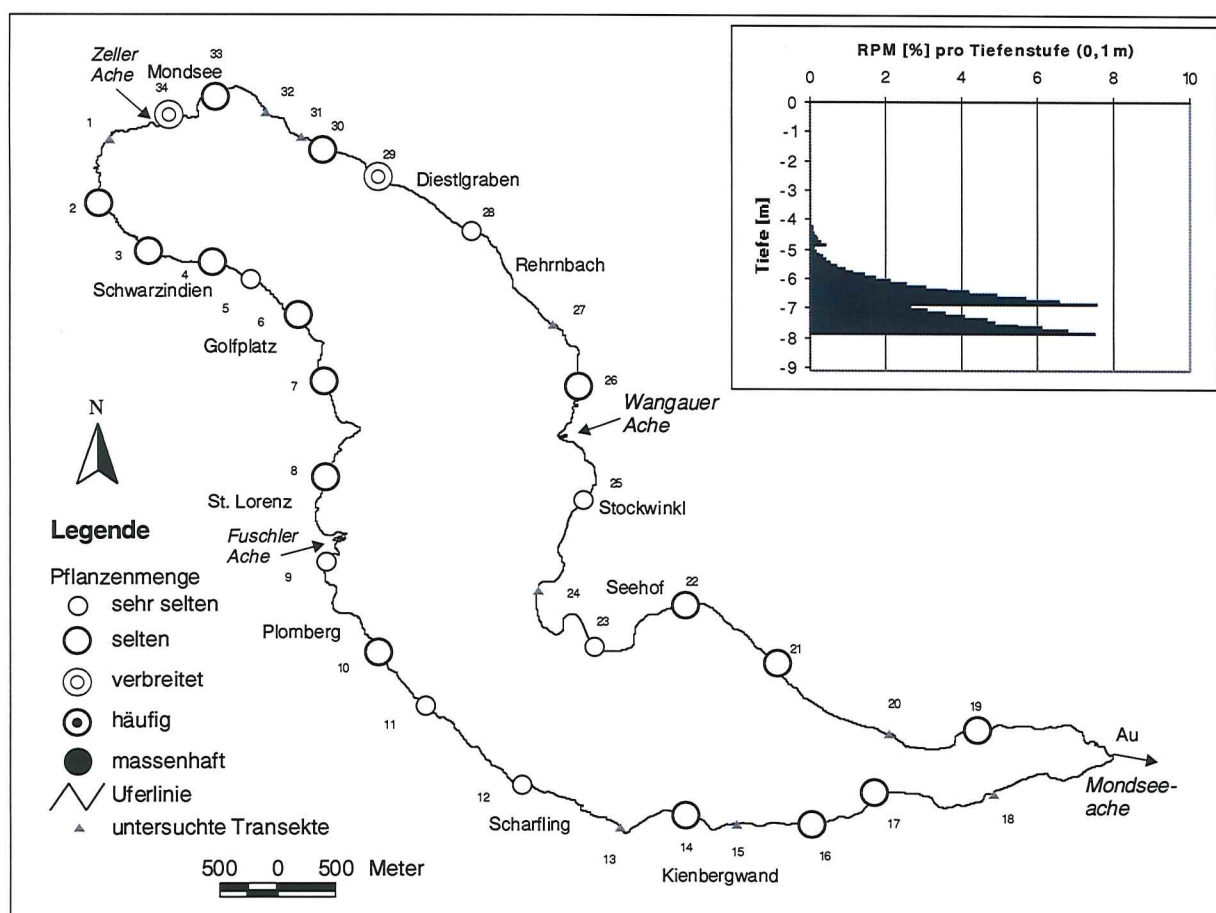 Zeller
Ache
Mondsee
33
34
32
31
30
29
1
Diestlgraben
28
2
3
4
Schwarzindien
5
6
Golfplatz
Rehrnbach
27
7
26
Wangauer
Ache
N
8
St. Lorenz
25
Stockwinkl
Fuschler
Ache
9
Plomberg
10
11
24
Seehof
22
23
21
20
19
Au
Mondsee-
ache
12
Scharfling
13
14
15
Kienbergwand
16
17
18
Legende
Pflanzenmenge
sehr selten
selten
verbreitet
häufig
massenhaft
Uferlinie
untersuchte Transekte
500 0 500 Meter
RPM [%] pro Tiefenstufe (0,1m)
0 2 4 6 8 10
Tiefe [m]
0
-1
-2
-3
-4
-5
-6
-7
-8
-9